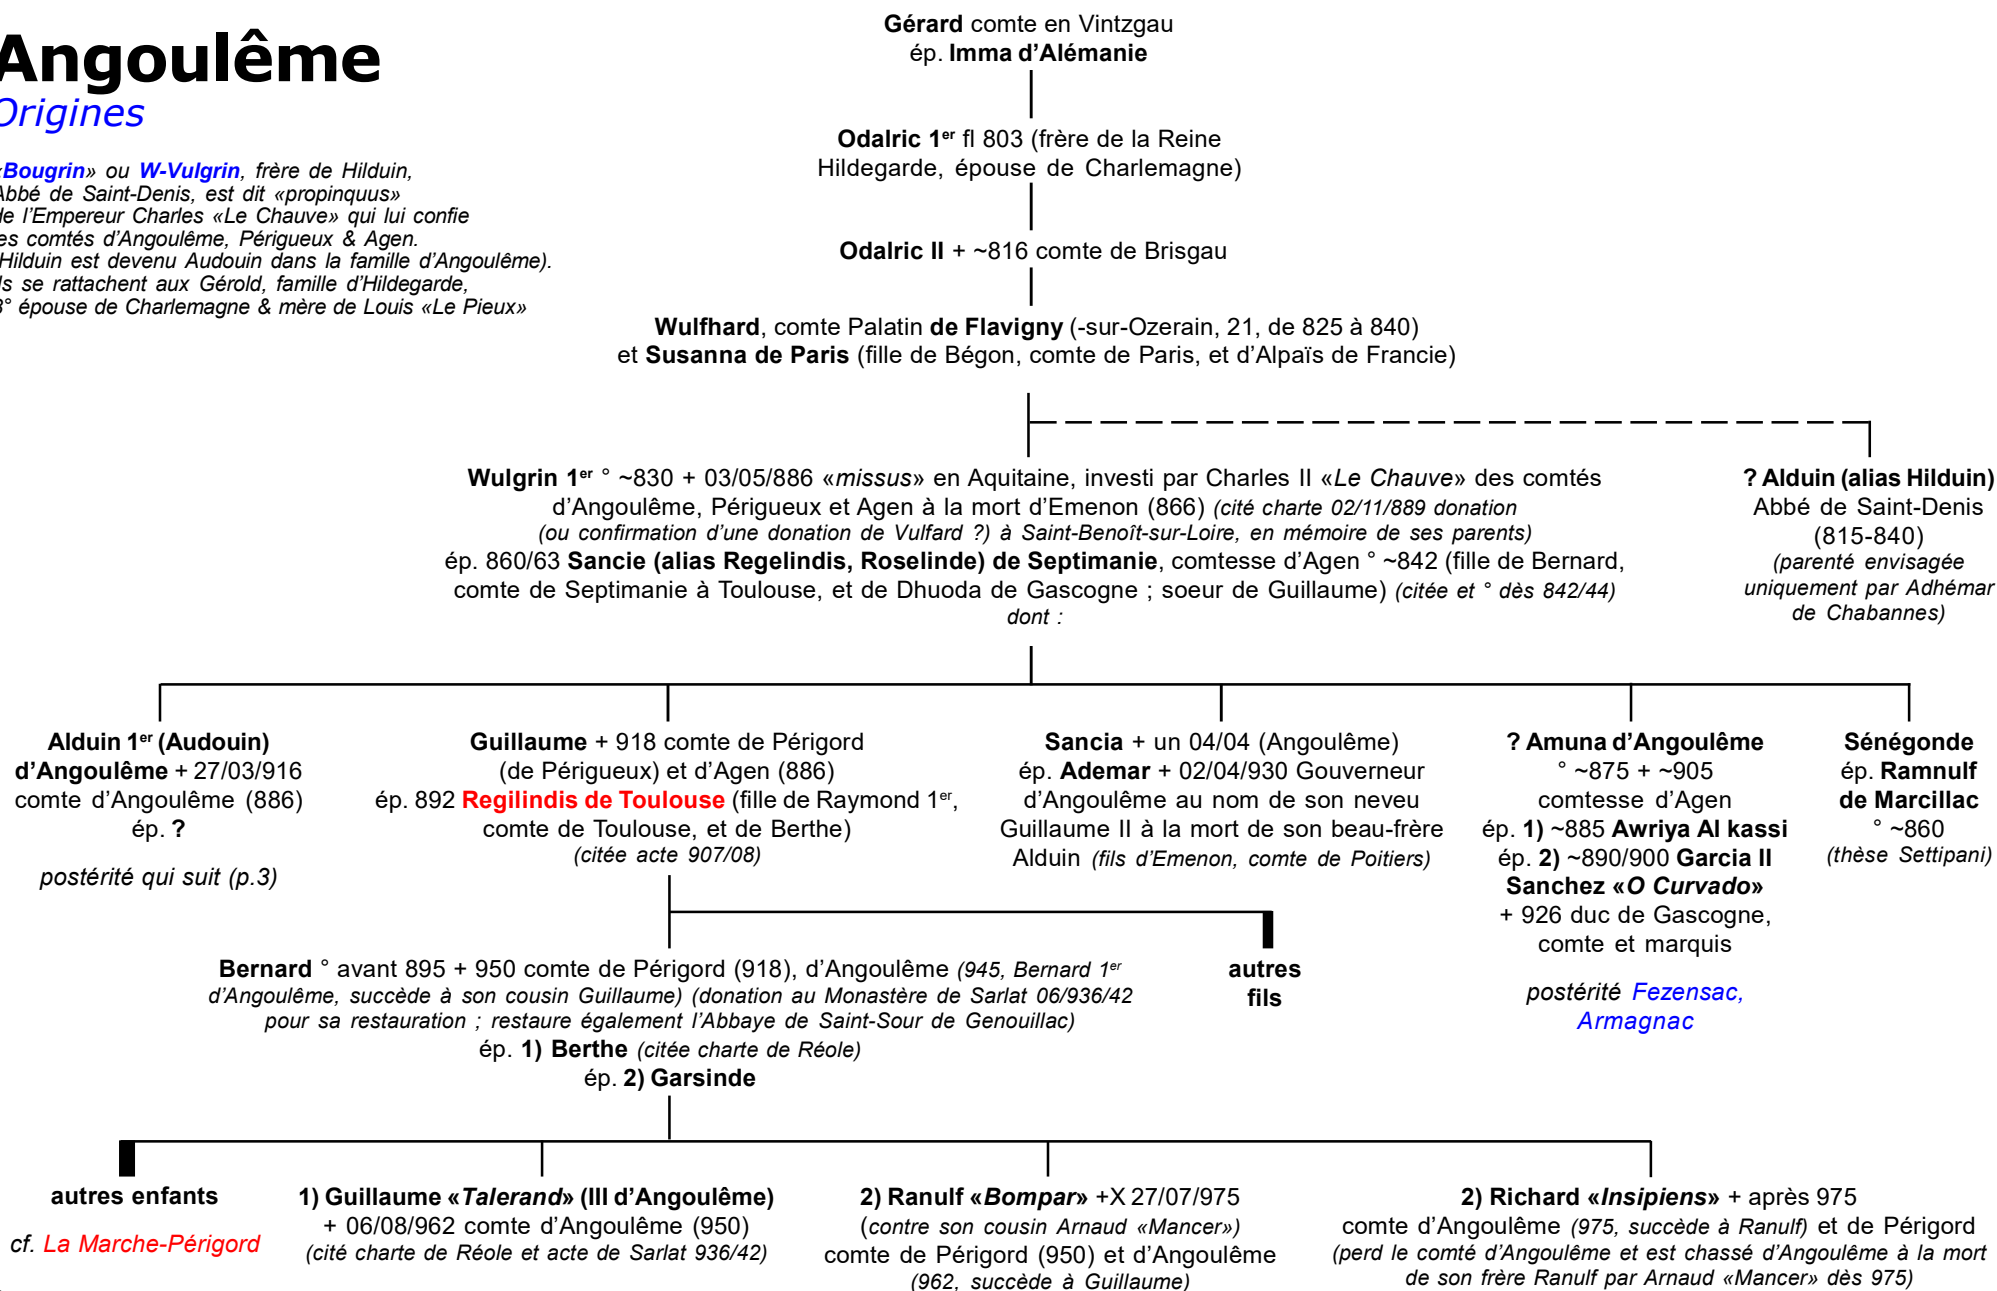 Angoulême
Origines
«Bougrin» ou W-Vulgrin, frère de Hilduin,
Abbé de Saint-Denis, est dit «propinquus»
de l'Empereur Charles «Le Chauve» qui lui confie
les comtés d'Angoulême, Périgueux & Agen.
(Hilduin est devenu Audouin dans la famille d'Angoulême).
Ils se rattachent aux Gérold, famille d'Hildegarde,
3° épouse de Charlemagne & mère de Louis «Le Pieux»
Gérard comte en Vintzgau
ép. Imma d'Alémanie
Odalric 1er fl 803 (frère de la Reine
Hildegarde, épouse de Charlemagne)
Odalric II + ~816 comte de Brisgau
Wulfhard, comte Palatin de Flavigny (-sur-Ozerain, 21, de 825 à 840)
et Susanna de Paris (fille de Bégon, comte de Paris, et d'Alpaïs de Francie)
Wulgrin 1er ° ~830 + 03/05/886 «missus» en Aquitaine, investi par Charles II «Le Chauve» des comtés
d'Angoulême, Périgueux et Agen à la mort d'Emenon (866) (cité charte 02/11/889 donation
(ou confirmation d'une donation de Vulfard ?) à Saint-Benoît-sur-Loire, en mémoire de ses parents)
ép. 860/63 Sancie (alias Regelindis, Roselinde) de Septimanie, comtesse d'Agen ° ~842 (fille de Bernard,
comte de Septimanie à Toulouse, et de Dhuoda de Gascogne ; soeur de Guillaume) (citée et ° dès 842/44)
dont :
? Alduin (alias Hilduin)
Abbé de Saint-Denis
(815-840)
(parenté envisagée
uniquement par Adhémar
de Chabannes)
Alduin 1er (Audouin)
d'Angoulême + 27/03/916
comte d'Angoulême (886)
ép. ?
postérité qui suit (p.3)
Guillaume + 918 comte de Périgord
(de Périgueux) et d'Agen (886)
ép. 892 Regilindis de Toulouse (fille de Raymond 1er,
comte de Toulouse, et de Berthe)
(citée acte 907/08)
Sancia + un 04/04 (Angoulême)
ép. Ademar + 02/04/930 Gouverneur
d'Angoulême au nom de son neveu
Guillaume II à la mort de son beau-frère
Alduin (fils d'Emenon, comte de Poitiers)
? Amuna d'Angoulême
° ~875 + ~905
comtesse d'Agen
ép. 1) ~885 Awriya Al kassi
ép. 2) ~890/900 Garcia II
Sanchez «O Curvado»
+ 926 duc de Gascogne,
comte et marquis
postérité Fezensac,
Armagnac
Sénégonde
ép. Ramnulf
de Marcillac
° ~860
(thèse Settipani)
Bernard ° avant 895 + 950 comte de Périgord (918), d'Angoulême (945, Bernard 1er
d'Angoulême, succède à son cousin Guillaume) (donation au Monastère de Sarlat 06/936/42
pour sa restauration ; restaure également l'Abbaye de Saint-Sour de Genouillac)
ép. 1) Berthe (citée charte de Réole)
ép. 2) Garsinde
autres
fils
autres enfants
cf. La Marche-Périgord
1) Guillaume «Talerand» (III d'Angoulême)
+ 06/08/962 comte d'Angoulême (950)
(cité charte de Réole et acte de Sarlat 936/42)
2) Ranulf «Bompar» +X 27/07/975
(contre son cousin Arnaud «Mancer»)
comte de Périgord (950) et d'Angoulême
(962, succède à Guillaume)
2) Richard «Insipiens» + après 975
comte d'Angoulême (975, succède à Ranulf) et de Périgord
(perd le comté d'Angoulême et est chassé d'Angoulême à la mort
de son frère Ranulf par Arnaud «Mancer» dès 975)